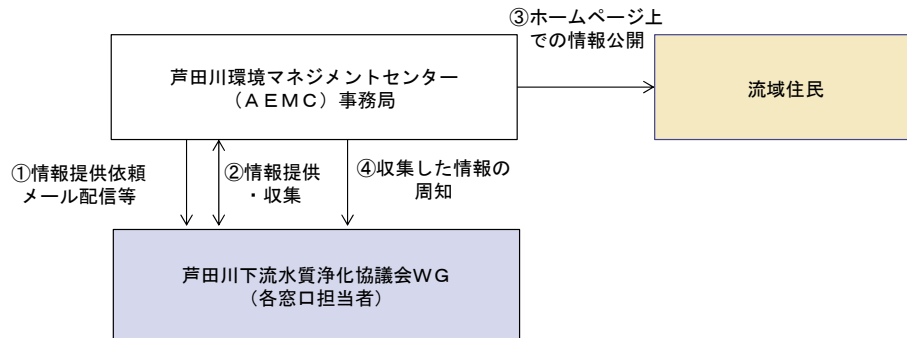 ③ホームページ上
での情報公開
芦田川環境マネジメントセンター
（ＡＥＭＣ）事務局
流域住民
①情報提供依頼
メール配信等
②情報提供
・収集
④収集した情報の
周知
芦田川下流水質浄化協議会ＷＧ
（各窓口担当者）